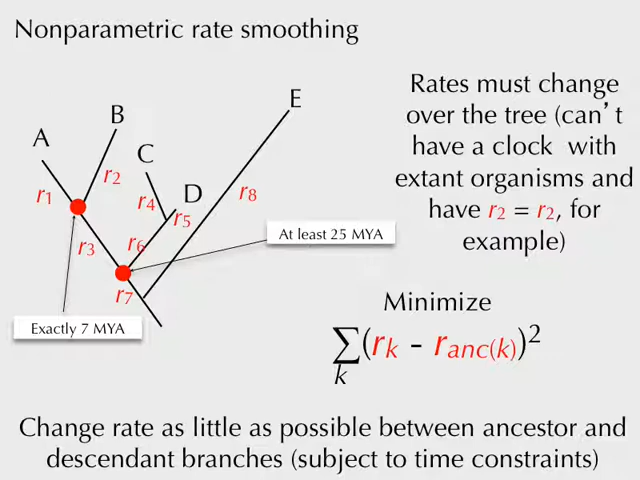 Nonparametric rate smoothing
A
B
C
D
E
r1
r2
r3
r4
r5
r6
r7
r8
At least 25 MYA
Exactly 7 MYA
Rates must change
over the tree (can't
have a clock with
extant organisms and
have r2 = r2, for
example)
Minimize
∑(rk - ranc(k))2
k
Change rate as little as possible between ancestor and
descendant branches (subject to time constraints)